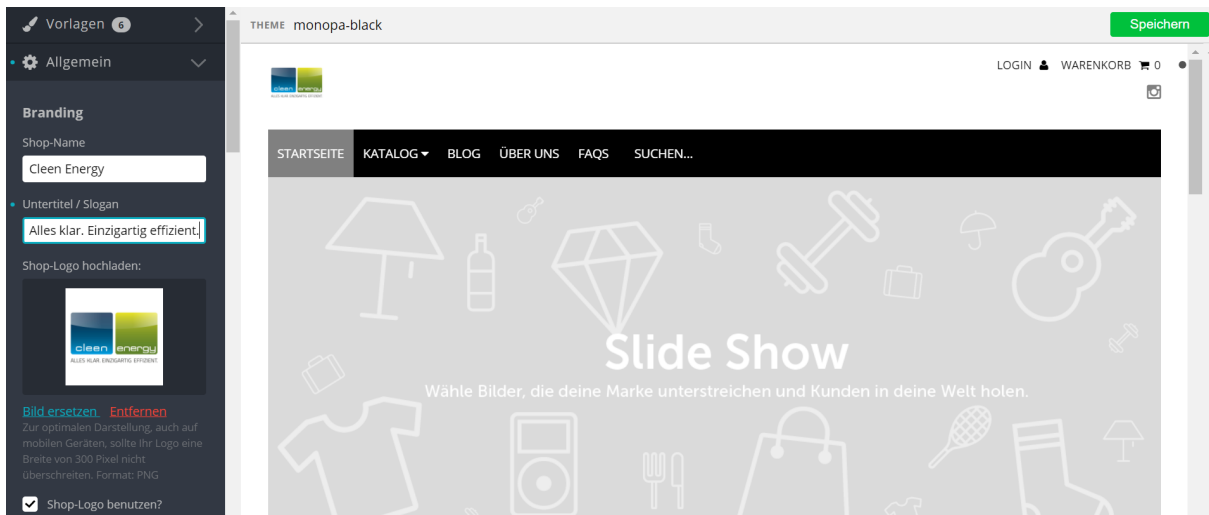 Vorlagen 6
Allgemein
Branding
Shop-Name
Cleen Energy
Untertitel / Slogan
Alles klar. Einzigartig effizient.
Shop-Logo hochladen:
cleen energy
ALLES KLAR. EINZIGARTIG EFFIZIENT.
Bild ersetzen Entfernen
Zur optimalen Darstellung, auch auf
mobilen Geräten, sollte Ihr Logo eine
Breite von 300 Pixel nicht
überschreiten. Format: PNG
Shop-Logo benutzen?
THEME monopa-black
Speichern
LOGIN WARENKORB 0
cleen energy
STARTSEITE KATALOG BLOG ÜBER UNS FAQS SUCHEN...
Slide Show
Wähle Bilder, die deine Marke unterstreichen und Kunden in deine Welt holen.